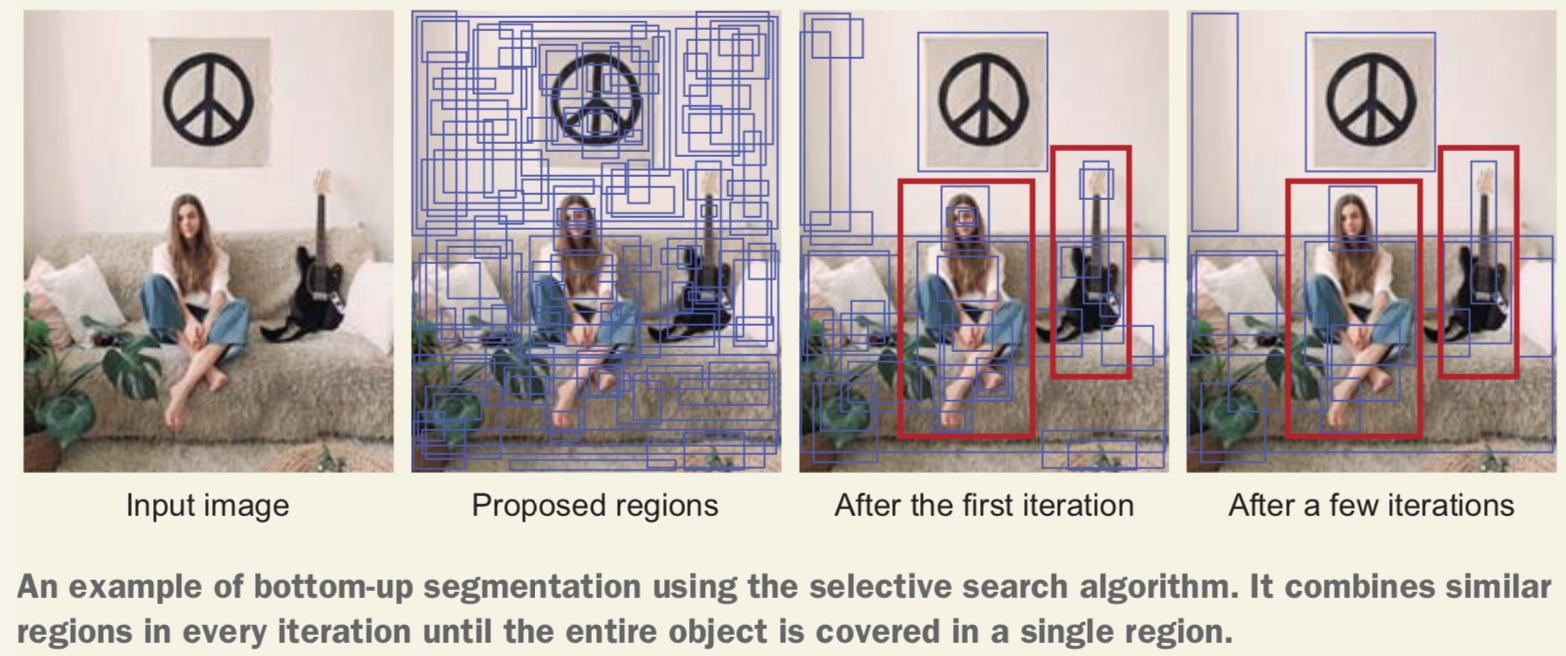 Input image
Proposed regions
After the first iteration
After a few iterations
An example of bottom-up segmentation using the selective search algorithm. It combines similar
regions in every iteration until the entire object is covered in a single region.